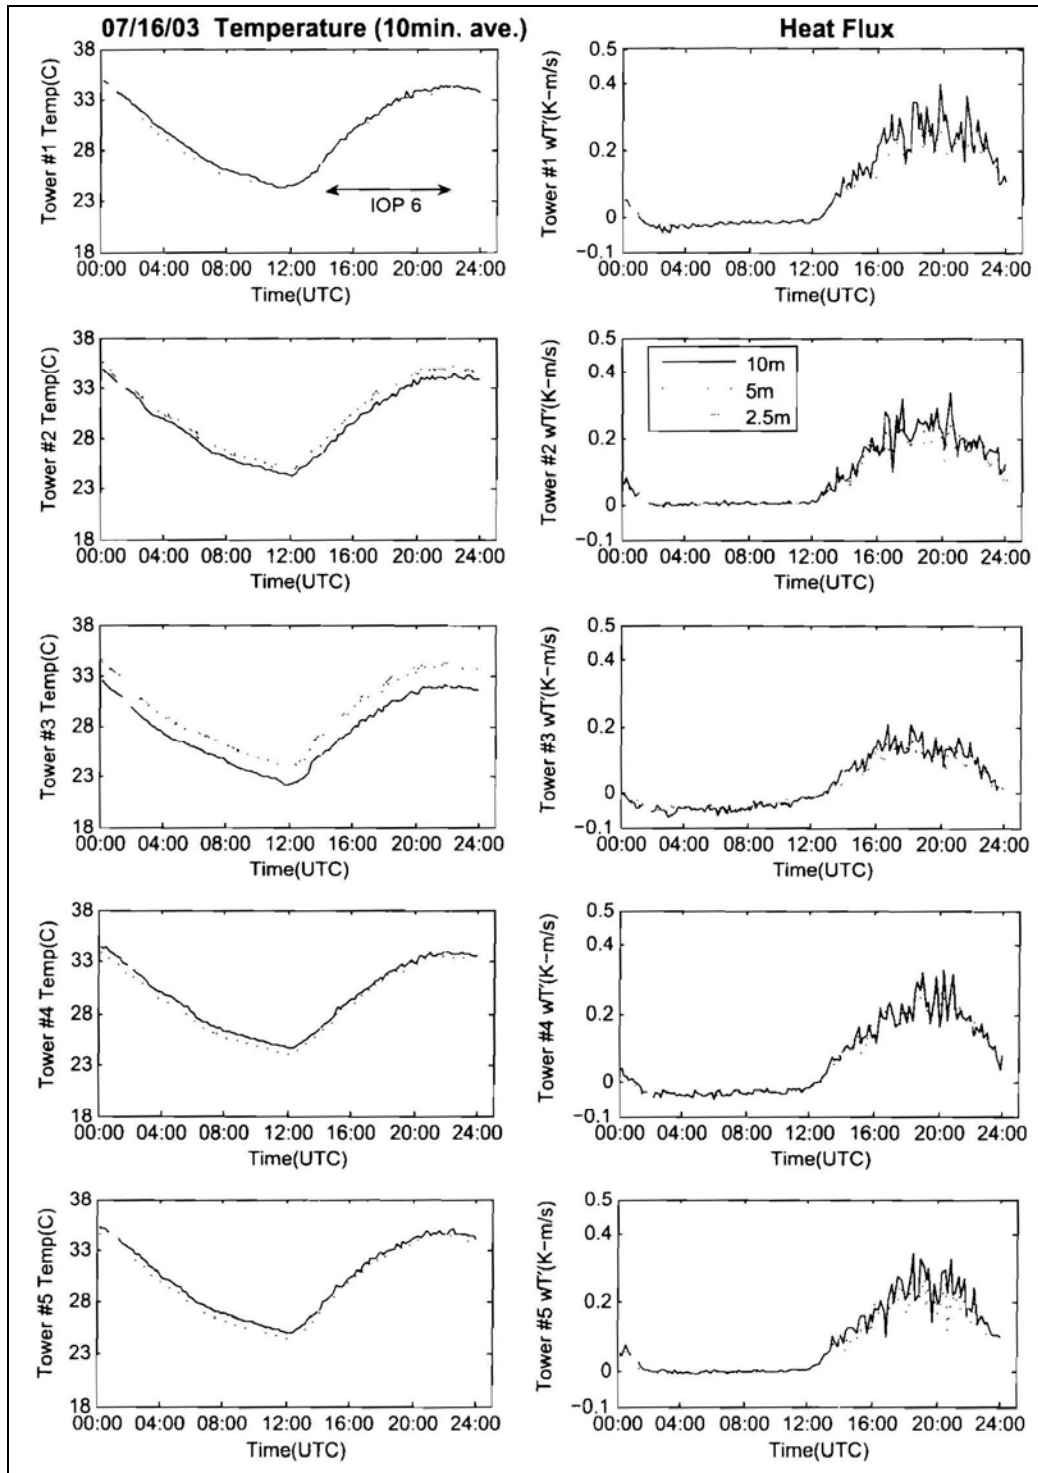 07/16/03 Temperature (10min. ave.)
Heat Flux
Tower #1 Temp(C)
38
33
28
23
18
IOP 6
00:00 04:00 08:00 12:00 16:00 20:00 24:00
Time(UTC)
Tower #1 wT'(K-m/s)
0.5
0.4
0.2
0
−0.1
00:00 04:00 08:00 12:00 16:00 20:00 24:00
Time(UTC)
Tower #2 Temp(C)
38
33
28
23
18
00:00 04:00 08:00 12:00 16:00 20:00 24:00
Time(UTC)
Tower #2 wT'(K-m/s)
0.5
0.4
0.2
0
−0.1
10m
5m
2.5m
00:00 04:00 08:00 12:00 16:00 20:00 24:00
Time(UTC)
Tower #3 Temp(C)
38
33
28
23
18
00:00 04:00 08:00 12:00 16:00 20:00 24:00
Time(UTC)
Tower #3 wT'(K-m/s)
0.5
0.4
0.2
0
−0.1
00:00 04:00 08:00 12:00 16:00 20:00 24:00
Time(UTC)
Tower #4 Temp(C)
38
33
28
23
18
00:00 04:00 08:00 12:00 16:00 20:00 24:00
Time(UTC)
Tower #4 wT'(K-m/s)
0.5
0.4
0.2
0
−0.1
00:00 04:00 08:00 12:00 16:00 20:00 24:00
Time(UTC)
Tower #5 Temp(C)
38
33
28
23
18
00:00 04:00 08:00 12:00 16:00 20:00 24:00
Time(UTC)
Tower #5 wT'(K-m/s)
0.5
0.4
0.2
0
−0.1
00:00 04:00 08:00 12:00 16:00 20:00 24:00
Time(UTC)